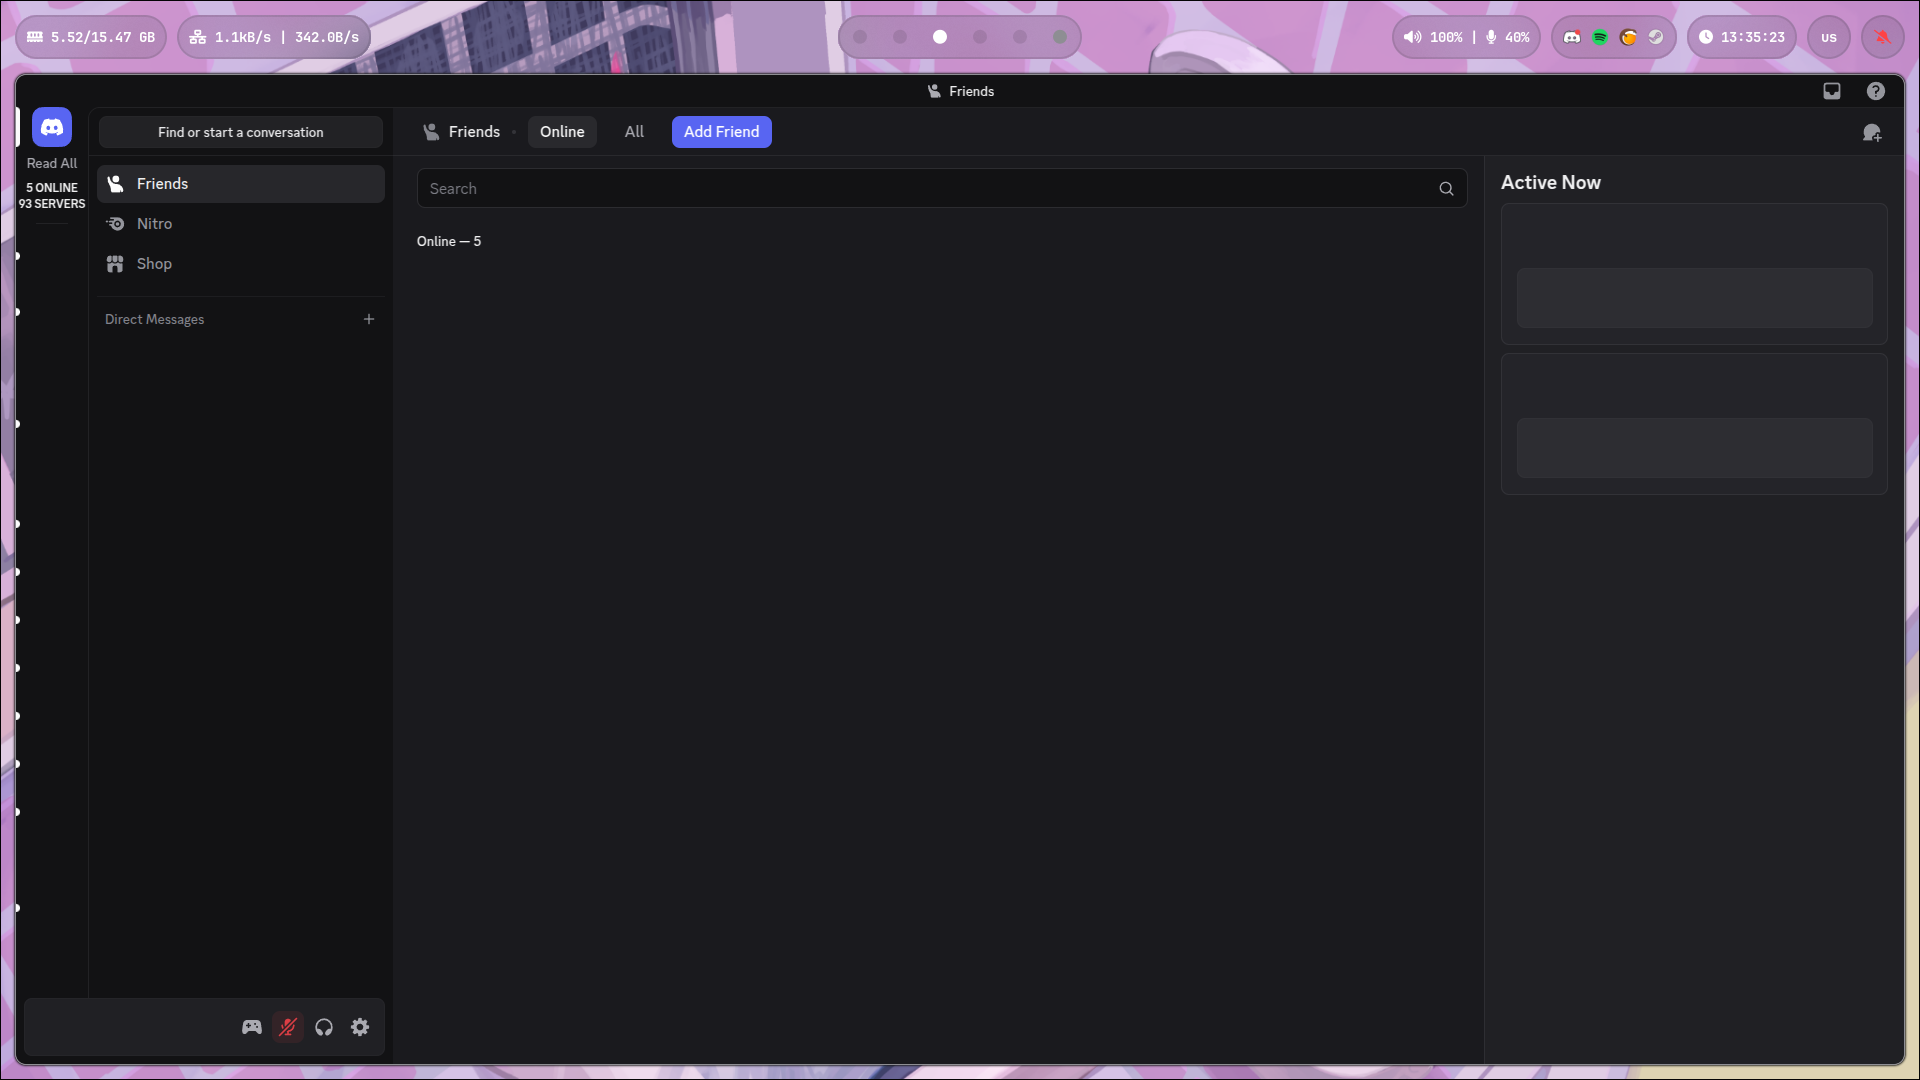 5.52/15.47 GB
1.1kB/s | 342.0B/s
100% | 40%
13:35:23
US
Friends
Read All
5 ONLINE
93 SERVERS
Find or start a conversation
Friends
Nitro
Shop
Direct Messages
Friends
Online
All
Add Friend
Search
Online — 5
Active Now